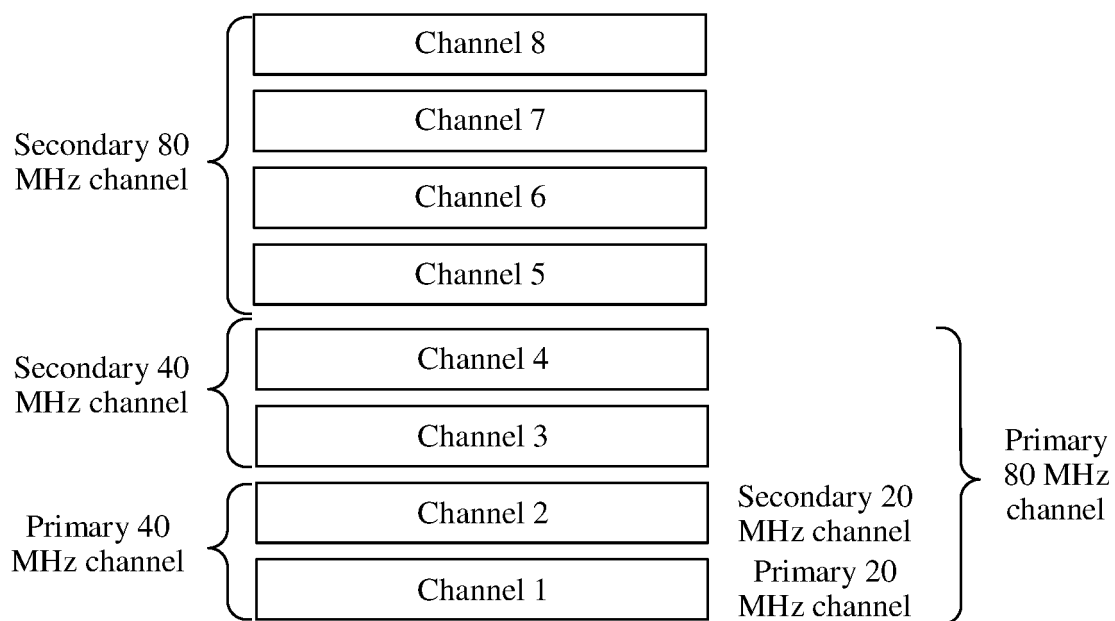 Channel 8
Channel 7
Secondary 80
MHz channel
Channel 6
Channel 5
Channel 4
Secondary 40
MHz channel
Channel 3
Primary
80 MHz
channel
Channel 2
Secondary 20
MHz channel
Primary 40
MHz channel
Channel 1
Primary 20
MHz channel